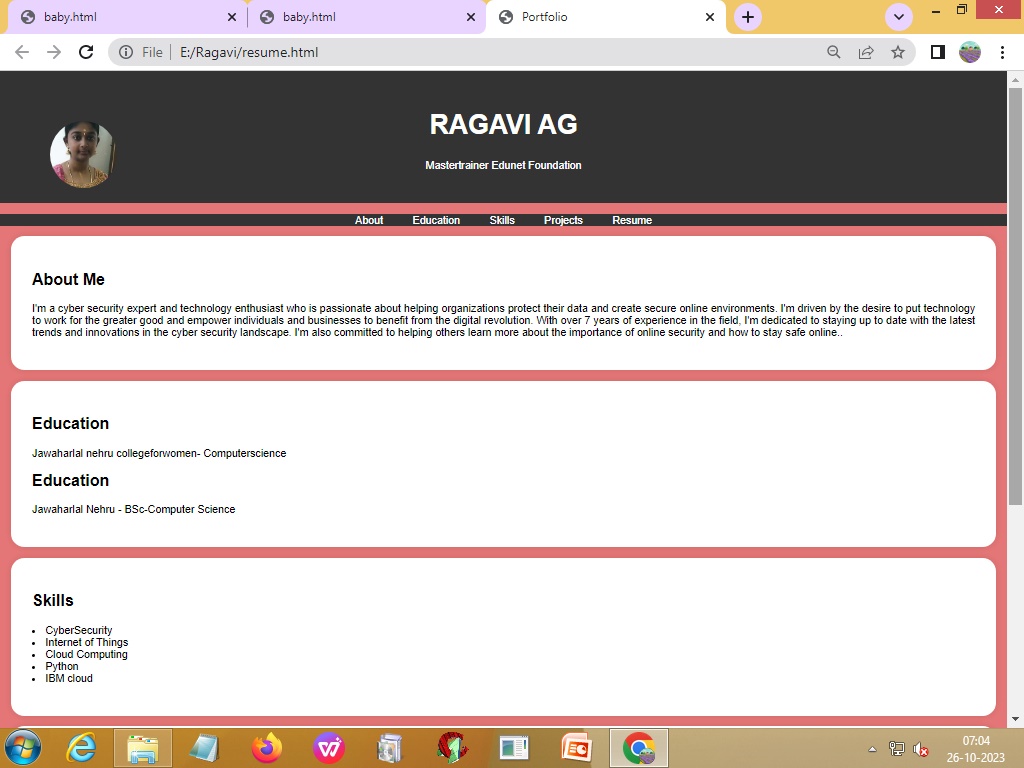 baby.html
baby.html
Portfolio
File
E:/Ragavi/resume.html
RAGAVI AG
Mastertrainer Edunet Foundation
About Education Skills Projects Resume
About Me
I'm a cyber security expert and technology enthusiast who is passionate about helping organizations protect their data and create secure online environments. I'm driven by the desire to put technology
to work for the greater good and empower individuals and businesses to benefit from the digital revolution. With over 7 years of experience in the field, I'm dedicated to staying up to date with the latest
trends and innovations in the cyber security landscape. I'm also committed to helping others learn more about the importance of online security and how to stay safe online..
Education
Jawaharlal nehru collegeforwomen- Computerscience
Education
Jawaharlal Nehru - BSc-Computer Science
Skills
CyberSecurity
Internet of Things
Cloud Computing
Python
IBM cloud
07:04
26-10-2023